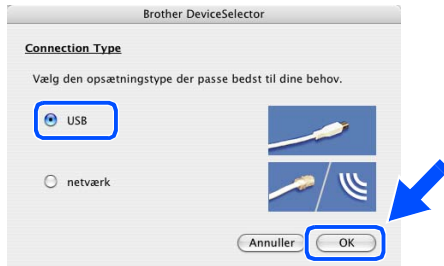 Brother DeviceSelector
Connection Type
Vælg den opsætningstype der passe bedst til dine behov.
USB
netværk
Annuller OK